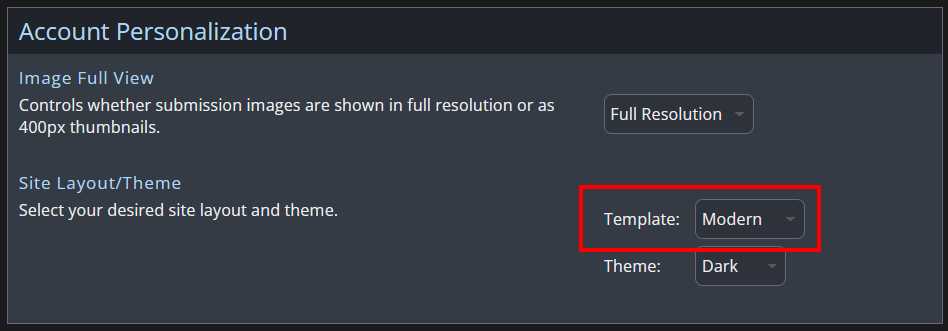 Account Personalization
Image Full View
Controls whether submission images are shown in full resolution or as
400px thumbnails.
Full Resolution
Site Layout/Theme
Select your desired site layout and theme.
Template: Modern
Theme: Dark